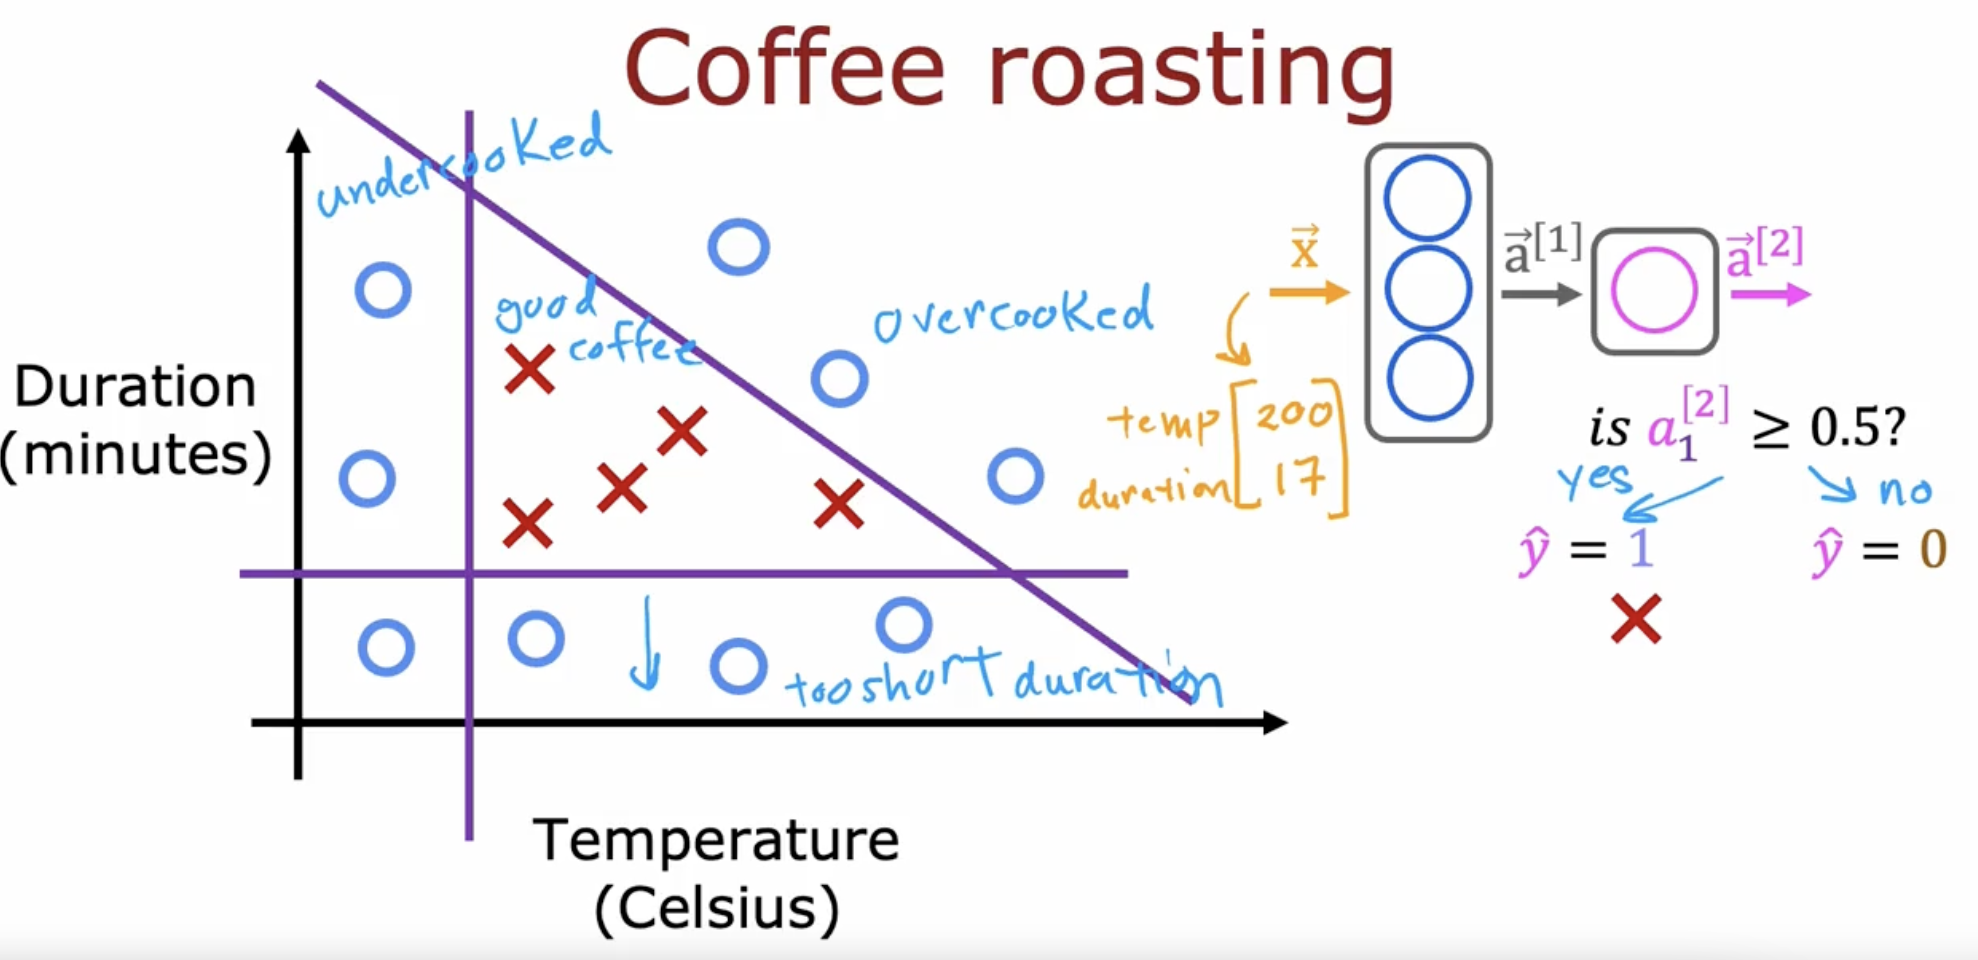 Coffee roasting
undercooked
good
coffee
overcooked
too short duration
Duration
(minutes)
Temperature
(Celsius)
x⃗
temp [200
duration 17]
a⃗[1]
a⃗[2]
is a₁[2] ≥ 0.5?
yes
no
ŷ = 1
ŷ = 0